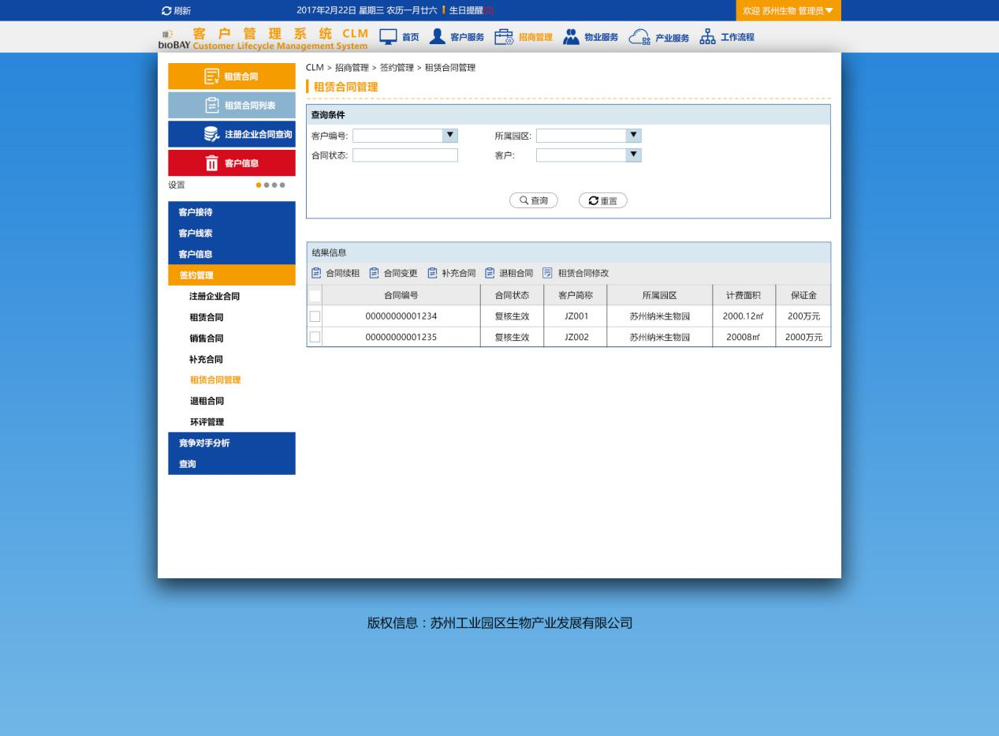 刷新
2017年2月22日 星期三 农历一月廿六
生日提醒[0]
欢迎 苏州生物 管理员
bioBAY
客户管理系统 CLM
Customer Lifecycle Management System
首页
客户服务
招商管理
物业服务
产业服务
工作流程
租赁合同
租赁合同列表
注册企业合同查询
客户信息
设置
客户接待
客户线索
客户信息
签约管理
注册企业合同
租赁合同
销售合同
补充合同
租赁合同管理
退租合同
环评管理
竞争对手分析
查询
CLM > 招商管理 > 签约管理 > 租赁合同管理
租赁合同管理
查询条件
客户编号: 所属园区:
合同状态: 客户:
查询 重置
结果信息
合同续租 合同变更 补充合同 退租合同 租赁合同修改
合同编号 合同状态 客户简称 所属园区 计费面积 保证金
00000000001234 复核生效 JZ001 苏州纳米生物园 2000.12㎡ 200万元
00000000001235 复核生效 JZ002 苏州纳米生物园 20008㎡ 2000万元
版权信息：苏州工业园区生物产业发展有限公司